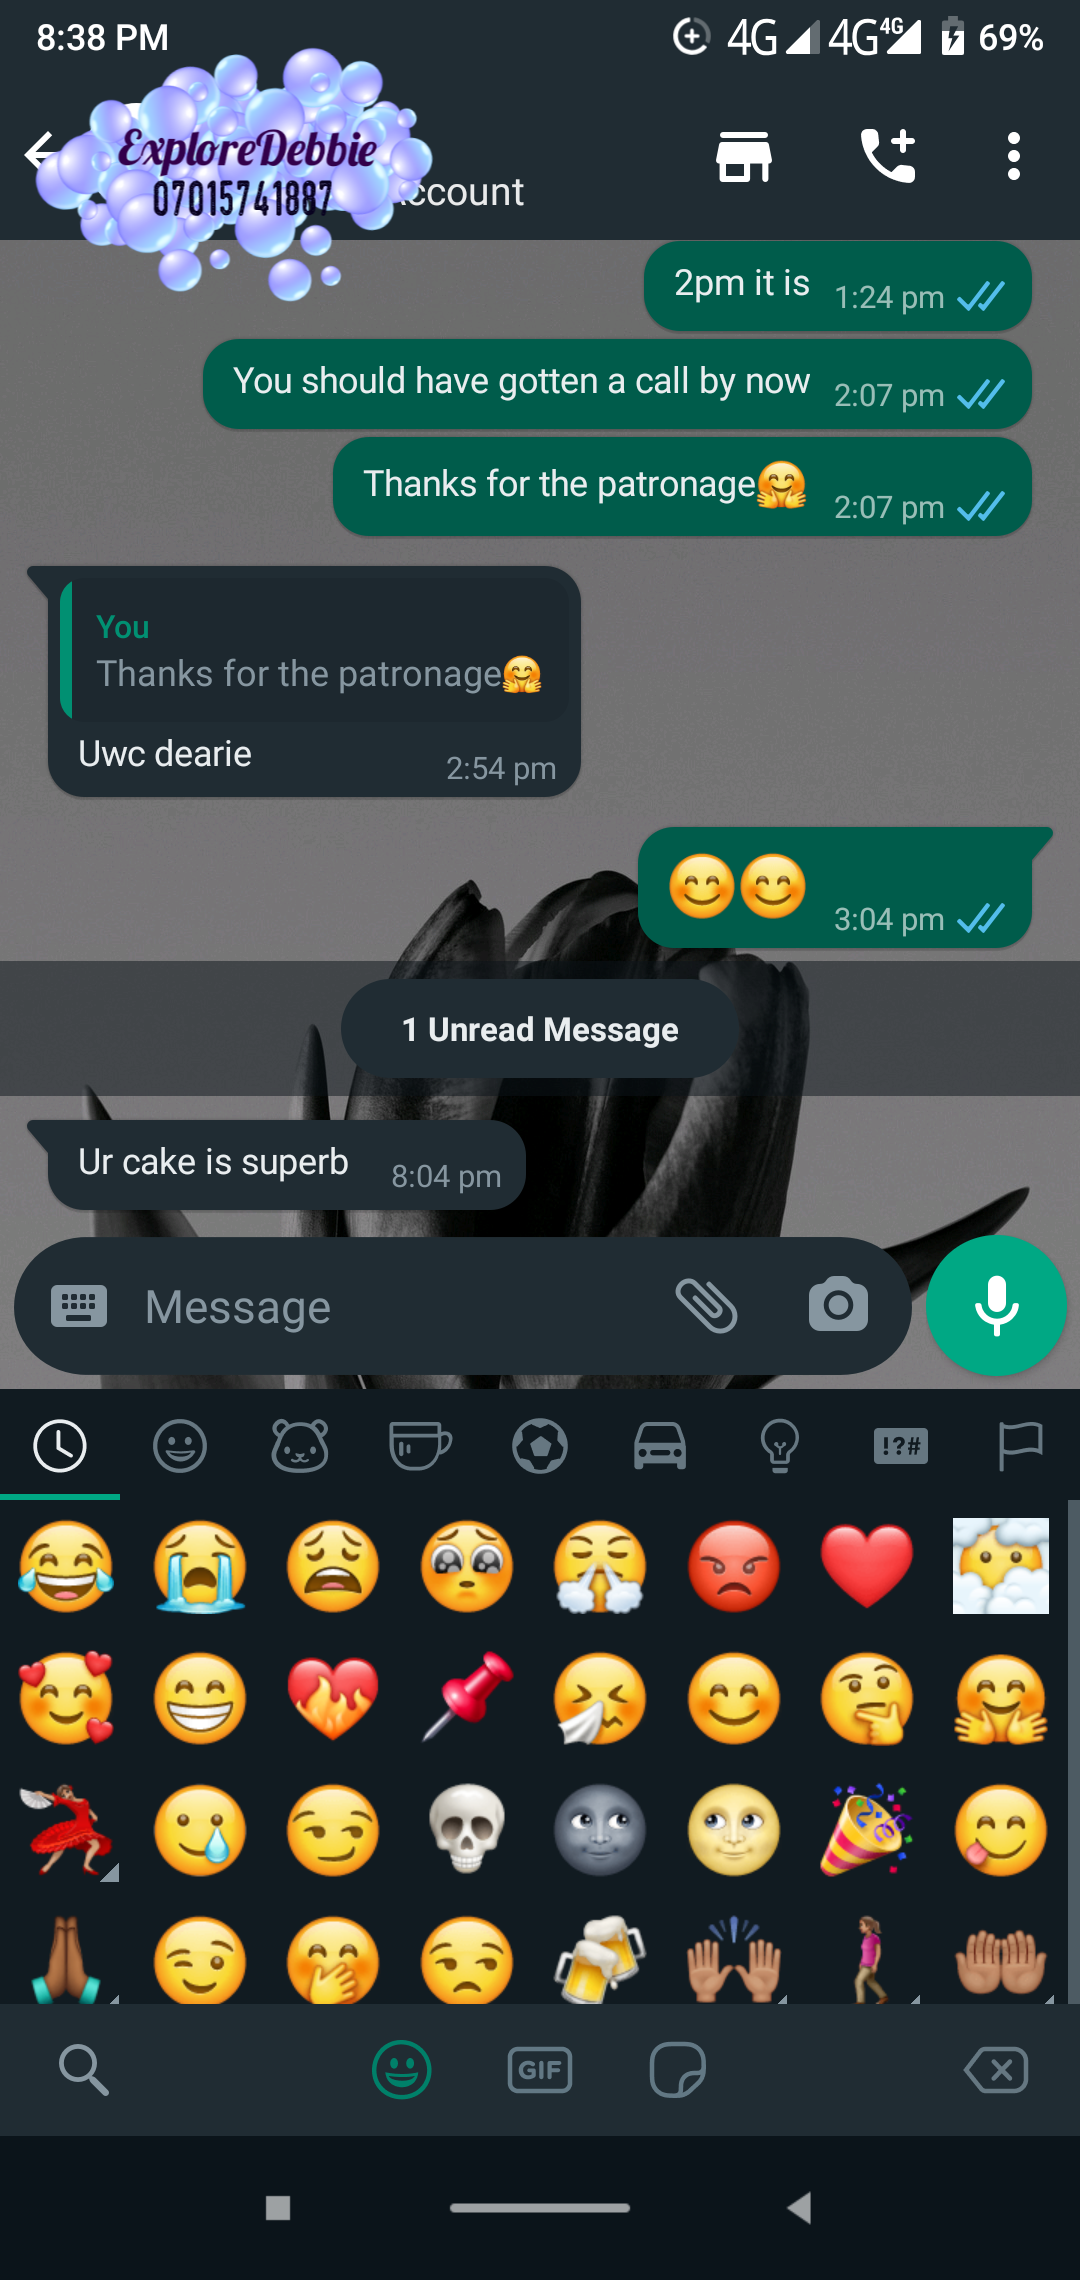 8:38 PM
4G 4G 4G 69%
ExploreDebbie
07015741887
ccount
2pm it is 1:24 pm
You should have gotten a call by now 2:07 pm
Thanks for the patronage🤗 2:07 pm
You
Thanks for the patronage🤗
Uwc dearie 2:54 pm
😊😊 3:04 pm
1 Unread Message
Ur cake is superb 8:04 pm
Message
!?#
GIF